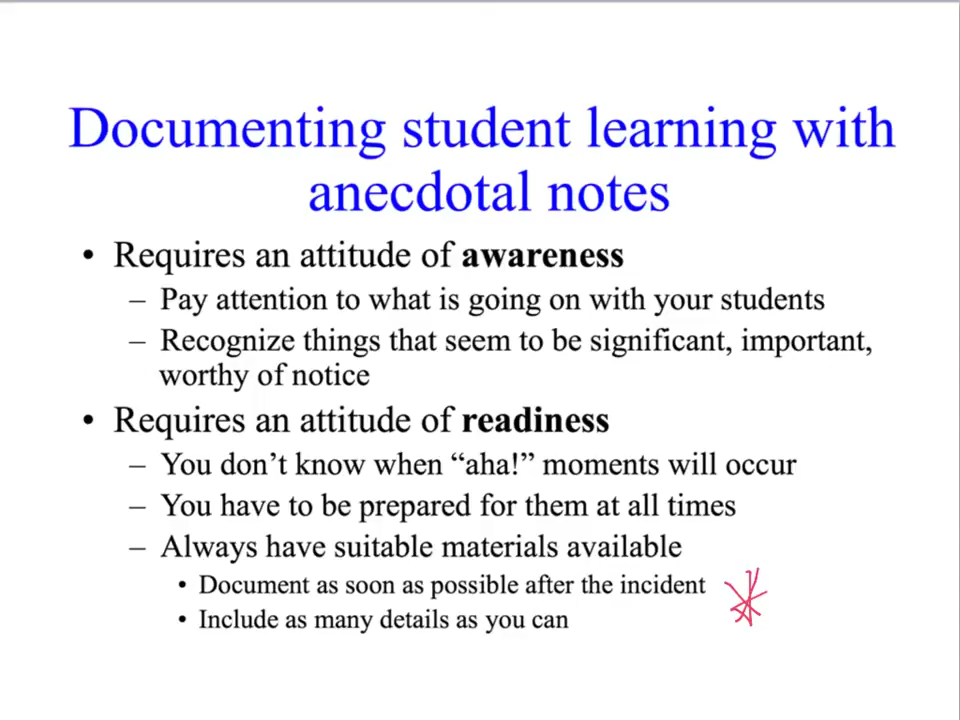 Documenting student learning with
anecdotal notes
• Requires an attitude of awareness
– Pay attention to what is going on with your students
– Recognize things that seem to be significant, important,
worthy of notice
• Requires an attitude of readiness
– You don’t know when “aha!” moments will occur
– You have to be prepared for them at all times
– Always have suitable materials available
• Document as soon as possible after the incident
• Include as many details as you can